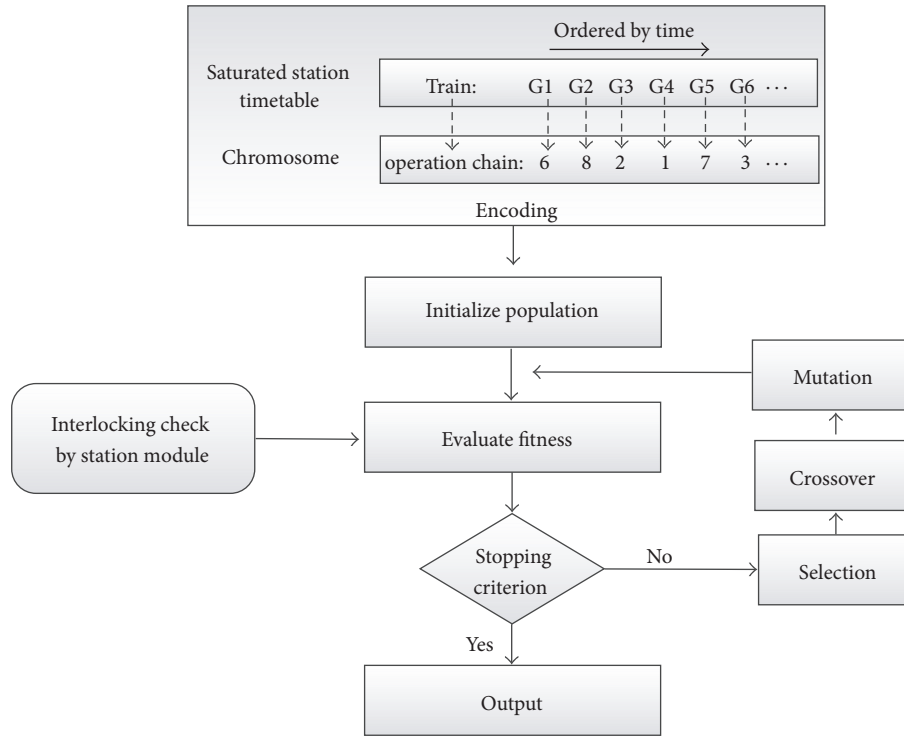 Ordered by time
Saturated station
timetable
Train: G1 G2 G3 G4 G5 G6 ...
Chromosome
operation chain: 6 8 2 1 7 3 ...
Encoding
Initialize population
Mutation
Interlocking check
by station module
Evaluate fitness
Crossover
Stopping
criterion
No
Selection
Yes
Output